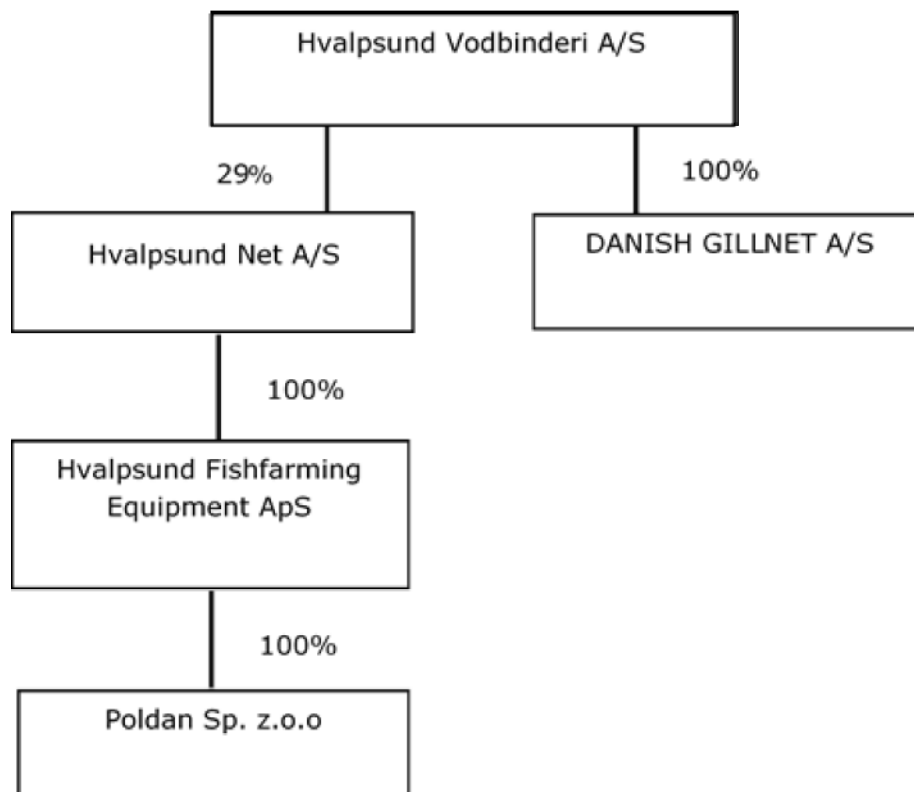 Hvalpsund Vodbinderi A/S
29%
100%
Hvalpsund Net A/S
DANISH GILLNET A/S
100%
Hvalpsund Fishfarming
Equipment ApS
100%
Poldan Sp. z.o.o